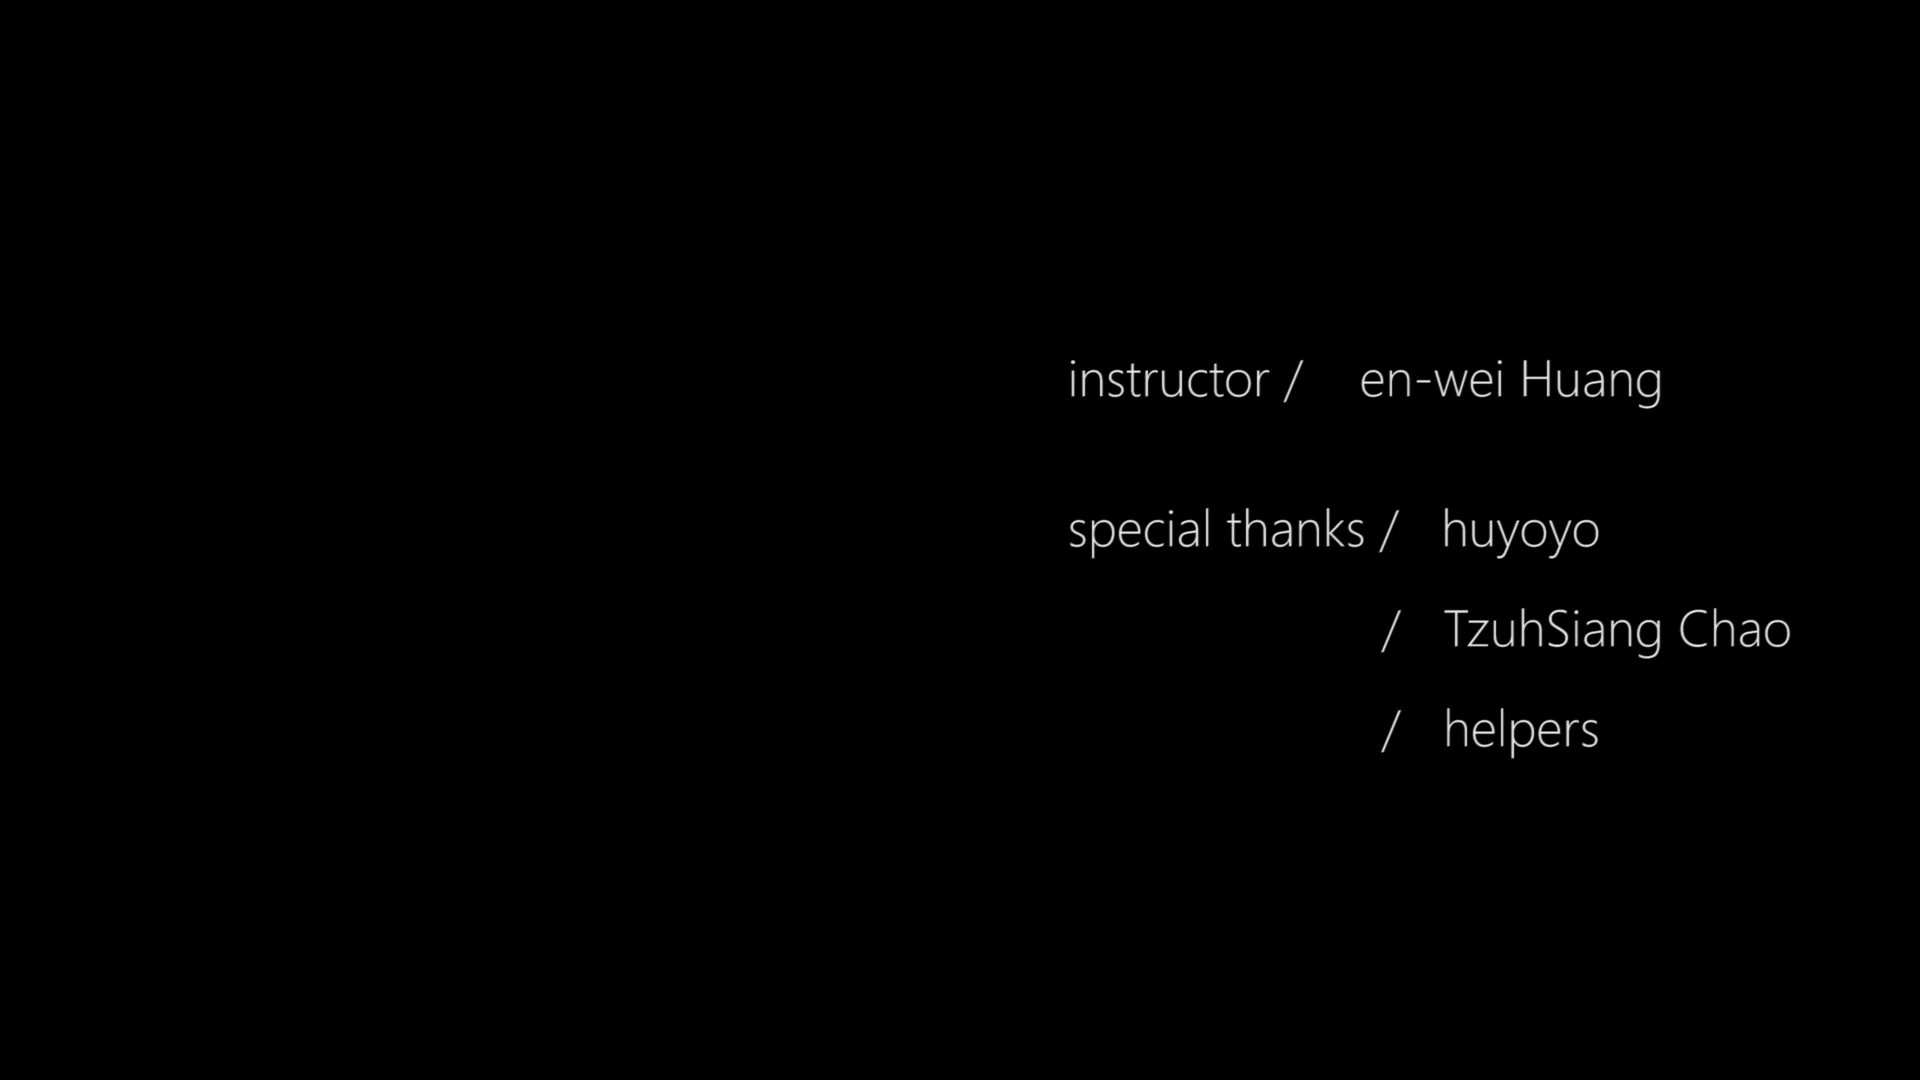 instructor / en-wei Huang
special thanks / huyoyo
/ TzuhSiang Chao
/ helpers